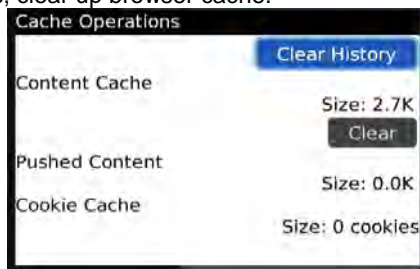 clear up browser cache.
Cache Operations
Clear History
Content Cache
Size: 2.7K
Clear
Pushed Content
Size: 0.0K
Cookie Cache
Size: 0 cookies